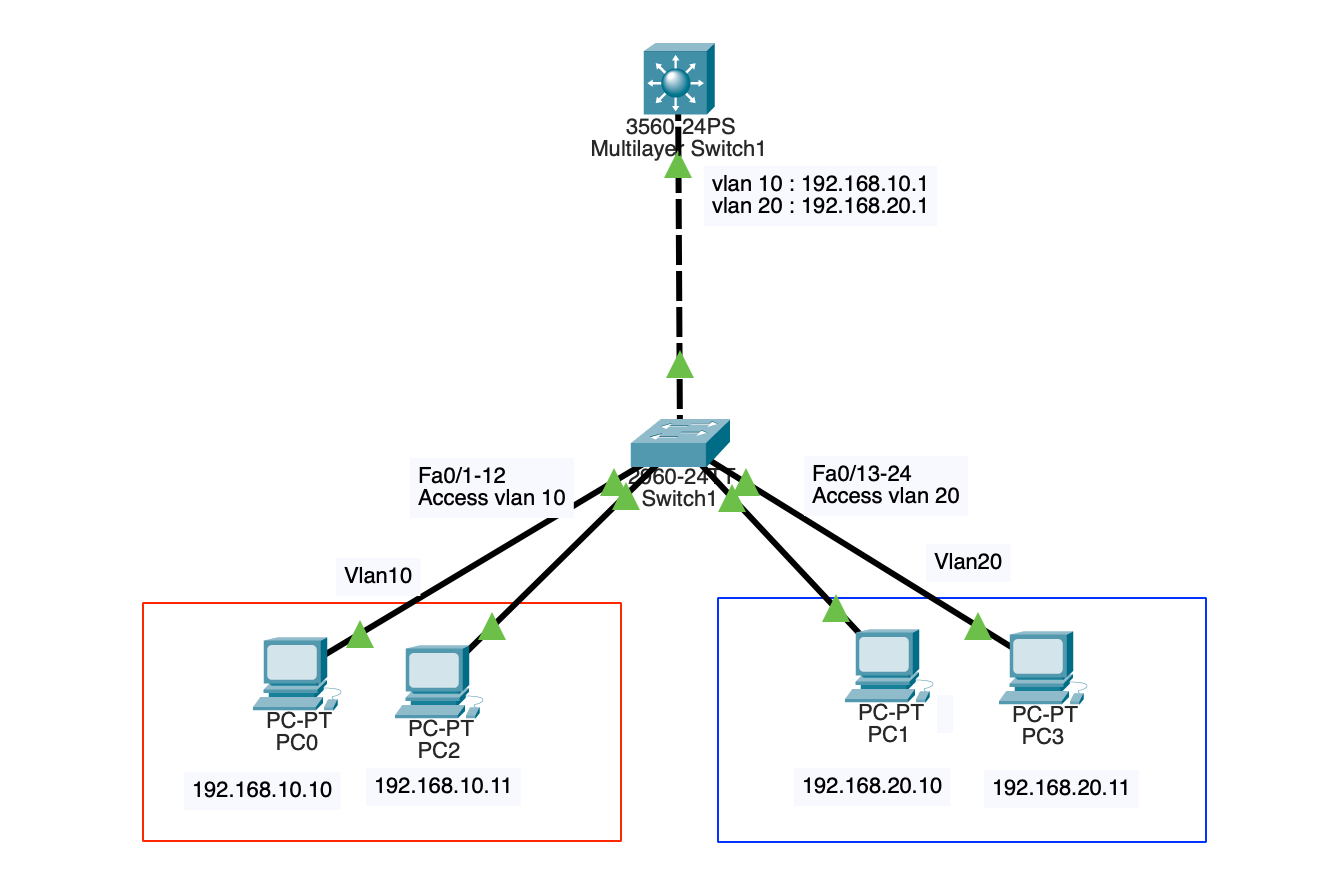 3560-24PS
Multilayer Switch1
vlan 10 : 192.168.10.1
vlan 20 : 192.168.20.1
2960-24TT
Switch1
Fa0/1-12
Access vlan 10
Fa0/13-24
Access vlan 20
Vlan10
Vlan20
PC-PT
PC0
PC-PT
PC2
PC-PT
PC1
PC-PT
PC3
192.168.10.10
192.168.10.11
192.168.20.10
192.168.20.11